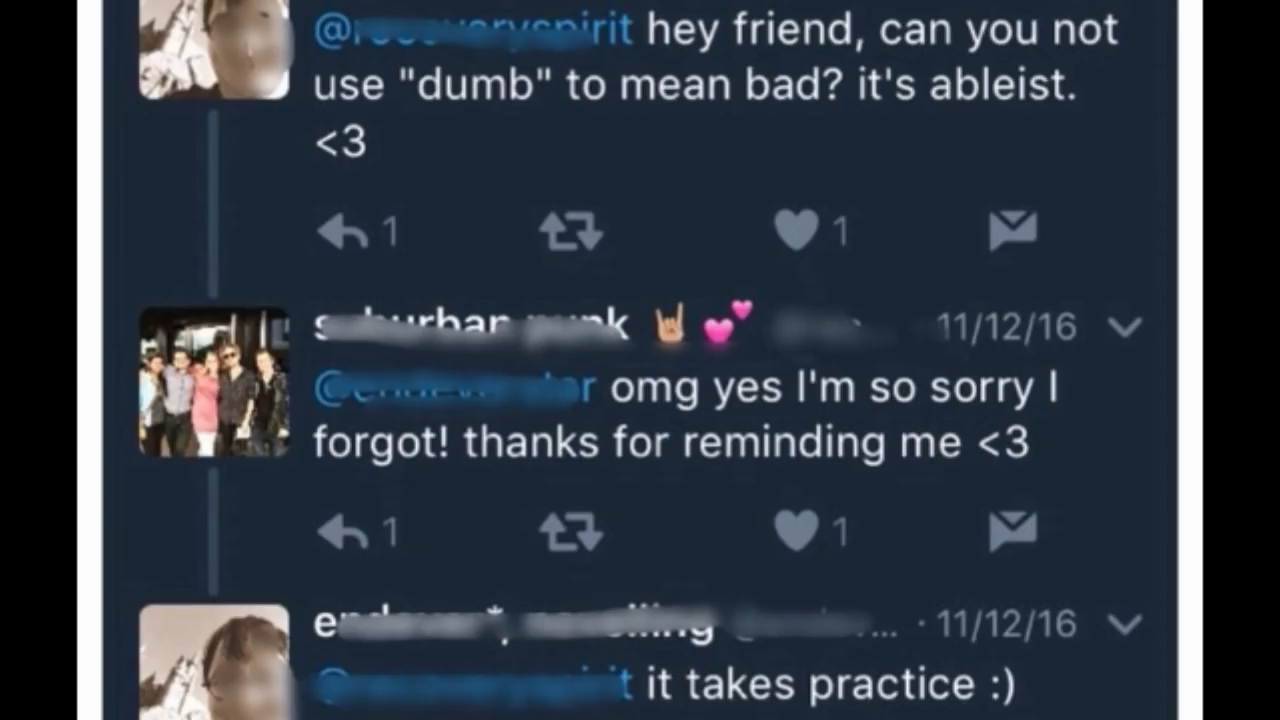 hey friend, can you not
use "dumb" to mean bad? it's ableist.
<3
1 1
11/12/16
omg yes I'm so sorry I
forgot! thanks for reminding me <3
1 1
· 11/12/16
it takes practice :)